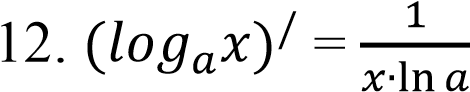 12. (logₐx)′ = 1/(x·ln a)